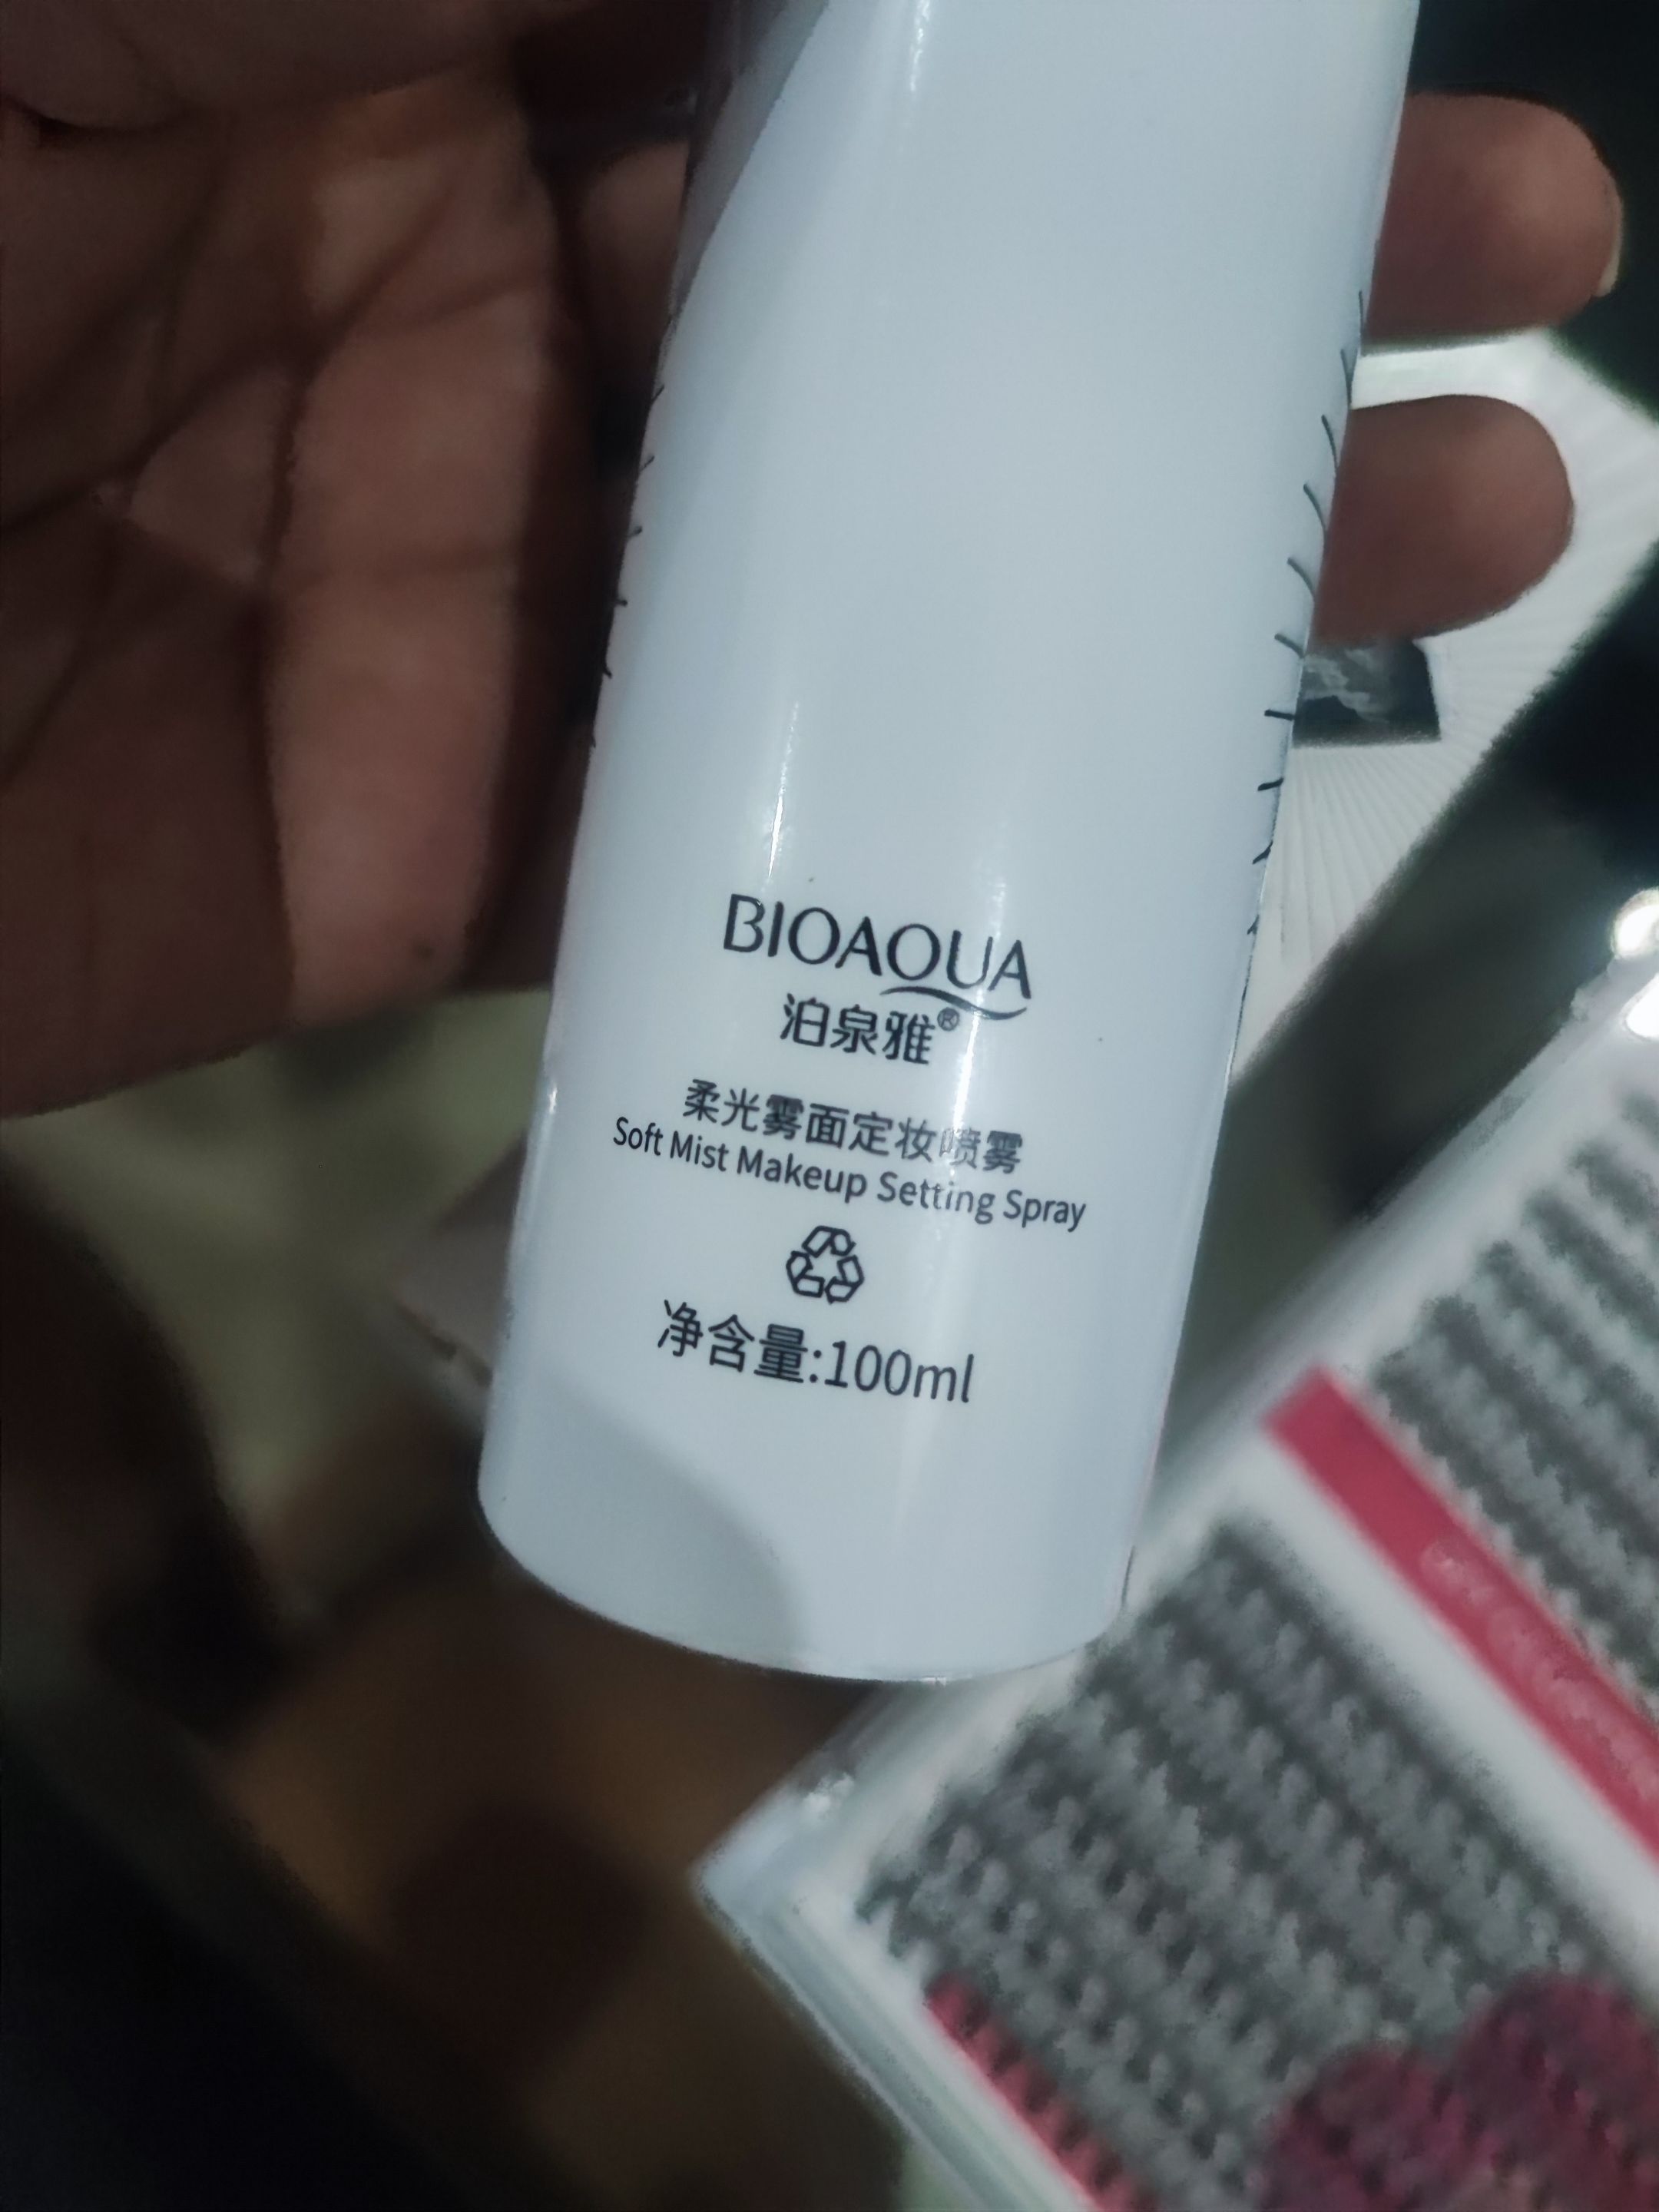 BIOAQUA
泊泉雅®
柔光雾面定妆喷雾
Soft Mist Makeup Setting Spray
净含量:100ml